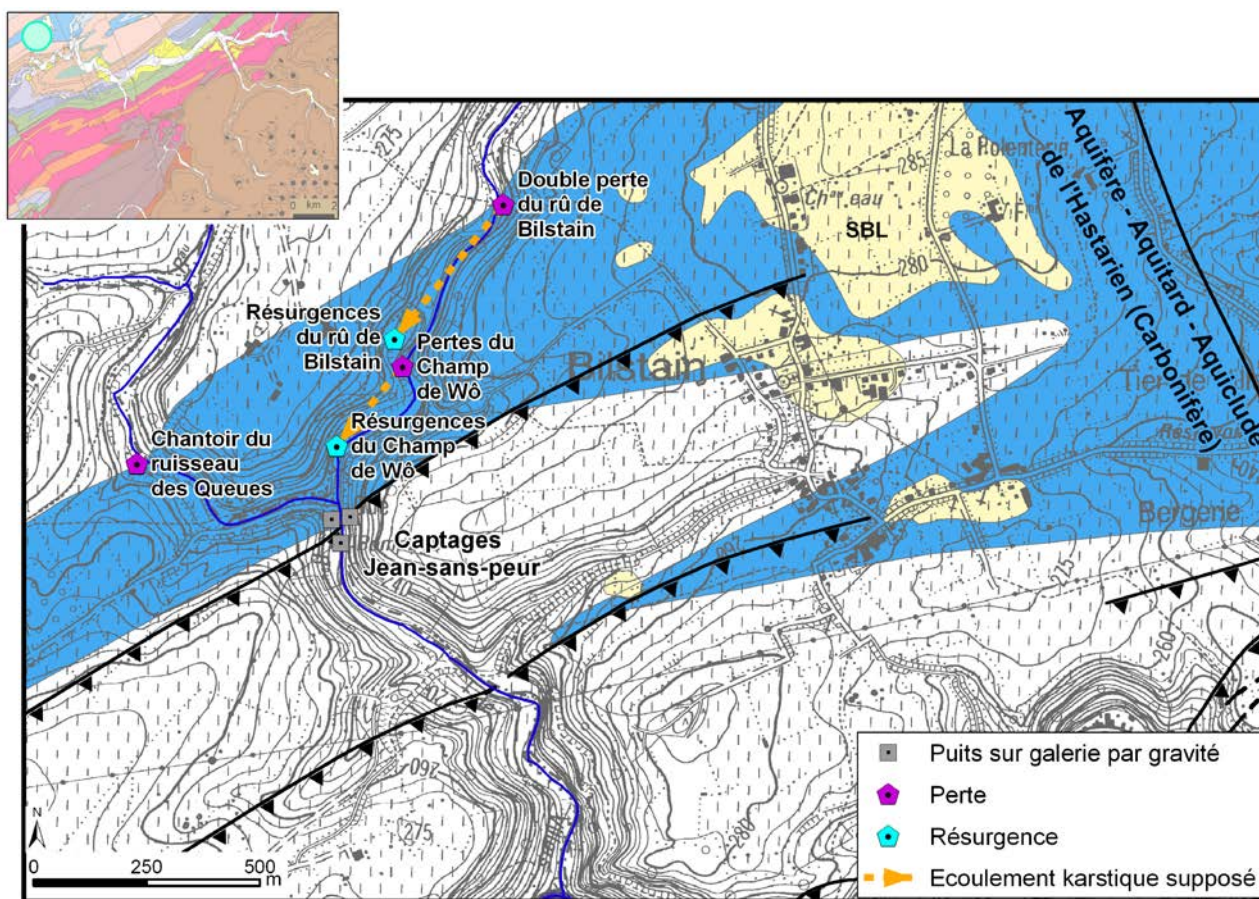 km
0
2
275
Double perte
du rû de
Bilstain
285
Aquifère - Aquitard - Aquiclude
de l'Hastarien (Carbonifère)
SBL
280
Résurgences
du rû de
Bilstain
Pertes du
Champ
de Wô
Bilstain
Résurgences
du Champ
de Wô
Chantoir du
ruisseau
des Queues
Bergerie
Captages
Jean-sans-peur
275
260
260
275
280
N
0
250
500
m
Puits sur galerie par gravité
Perte
Résurgence
Ecoulement karstique supposé